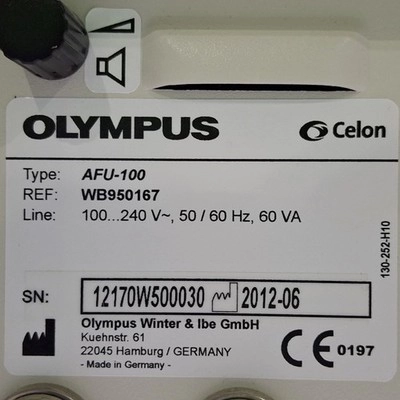 OLYMPUS Celon
Type: AFU-100
REF: WB950167
Line: 100...240 V~, 50 / 60 Hz, 60 VA
130-252-H10
SN: 12170W500030 2012-06
Olympus Winter & Ibe GmbH
Kuehnstr. 61
22045 Hamburg / GERMANY
- Made in Germany -
CE 0197